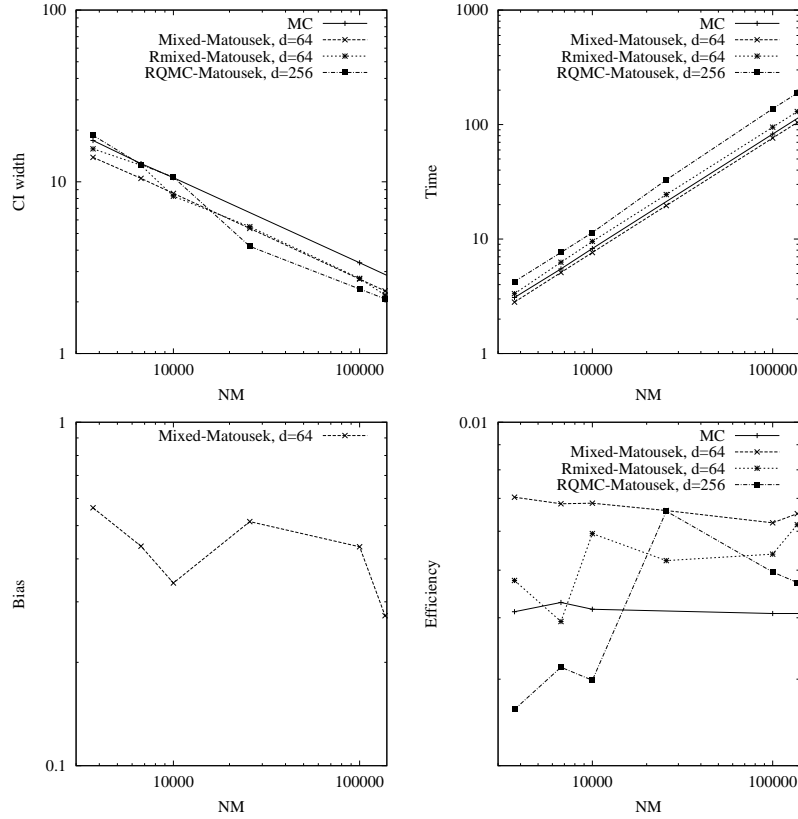 100
10
1
10000
100000
CI width
NM
MC
Mixed-Matousek, d=64
Rmixed-Matousek, d=64
RQMC-Matousek, d=256
1000
100
10
1
10000
100000
Time
NM
MC
Mixed-Matousek, d=64
Rmixed-Matousek, d=64
RQMC-Matousek, d=256
1
0.1
10000
100000
Bias
NM
Mixed-Matousek, d=64
0.01
10000
100000
Efficiency
NM
MC
Mixed-Matousek, d=64
Rmixed-Matousek, d=64
RQMC-Matousek, d=256